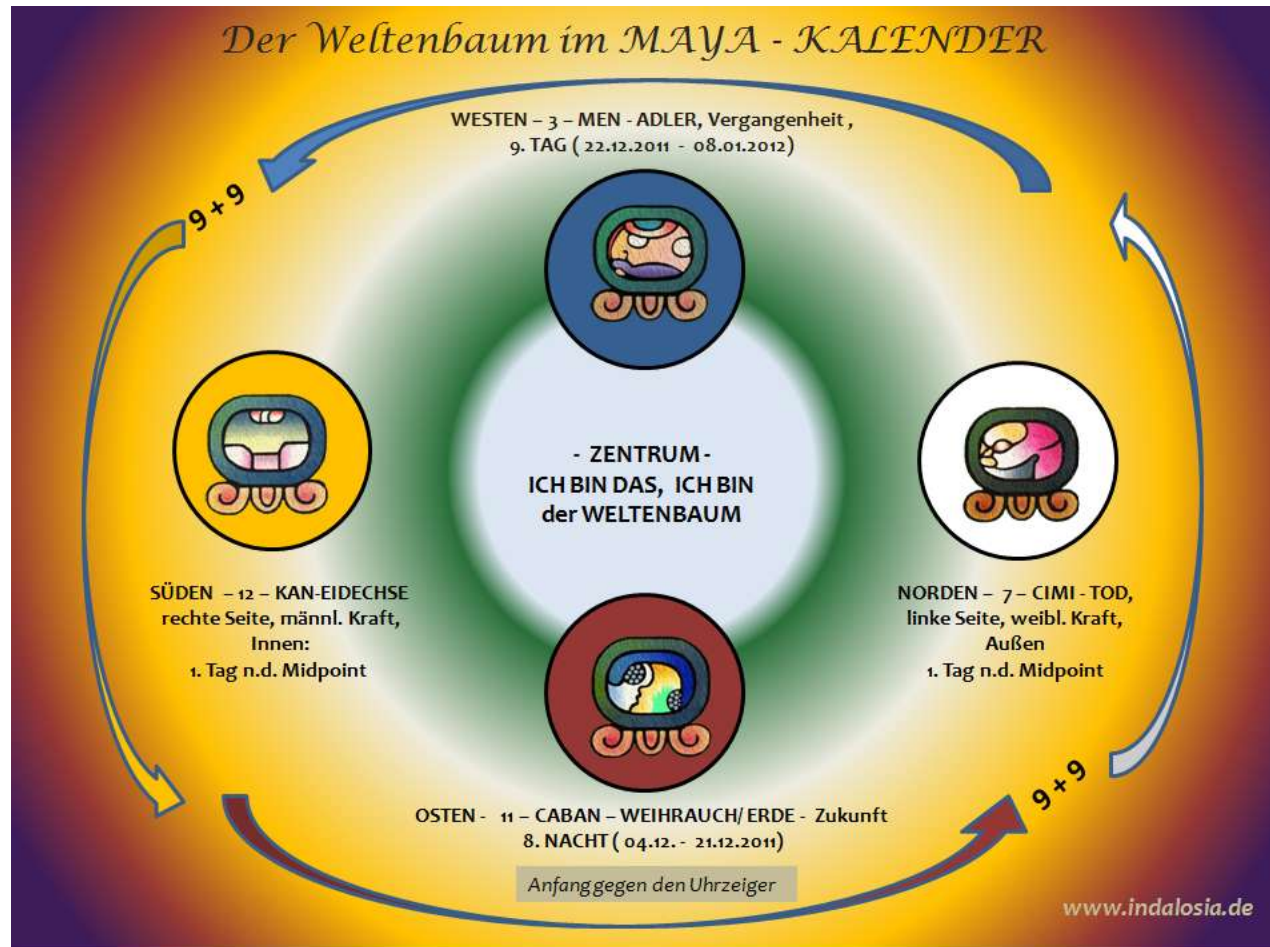 Der Weltenbaum im MAYA - KALENDER
WESTEN – 3 – MEN - ADLER, Vergangenheit ,
9. TAG ( 22.12.2011 - 08.01.2012)
9 + 9
- ZENTRUM -
ICH BIN DAS, ICH BIN
der WELTENBAUM
SÜDEN – 12 – KAN-EIDECHSE
rechte Seite, männl. Kraft,
Innen:
1. Tag n.d. Midpoint
NORDEN – 7 – CIMI - TOD,
linke Seite, weibl. Kraft,
Außen
1. Tag n.d. Midpoint
9 + 9
OSTEN - 11 – CABAN – WEIHRAUCH/ ERDE - Zukunft
8. NACHT ( 04.12. - 21.12.2011)
Anfang gegen den Uhrzeiger
www.indalosia.de